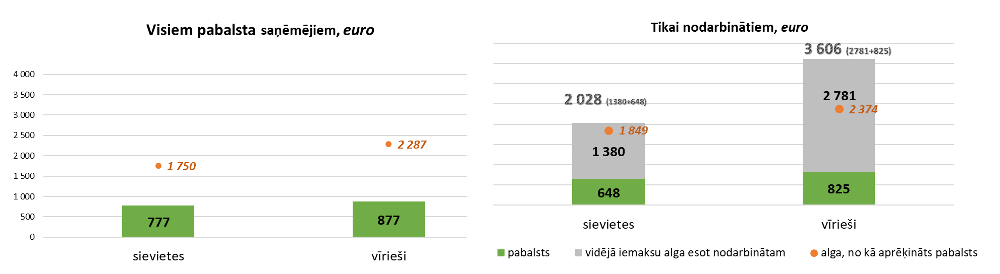 Visiem pabalsta saņēmējiem, euro
4 000
3 500
3 000
2 500
2 000
1 500
1 000
500
0
1 750
2 287
777
877
sievietes
vīrieši
Tikai nodarbinātiem, euro
3 606 (2781+825)
2 028 (1380+648)
2 781
2 374
1 849
1 380
648
825
sievietes
vīrieši
pabalsts
vidējā iemaksu alga esot nodarbinātam
alga, no kā aprēķināts pabalsts